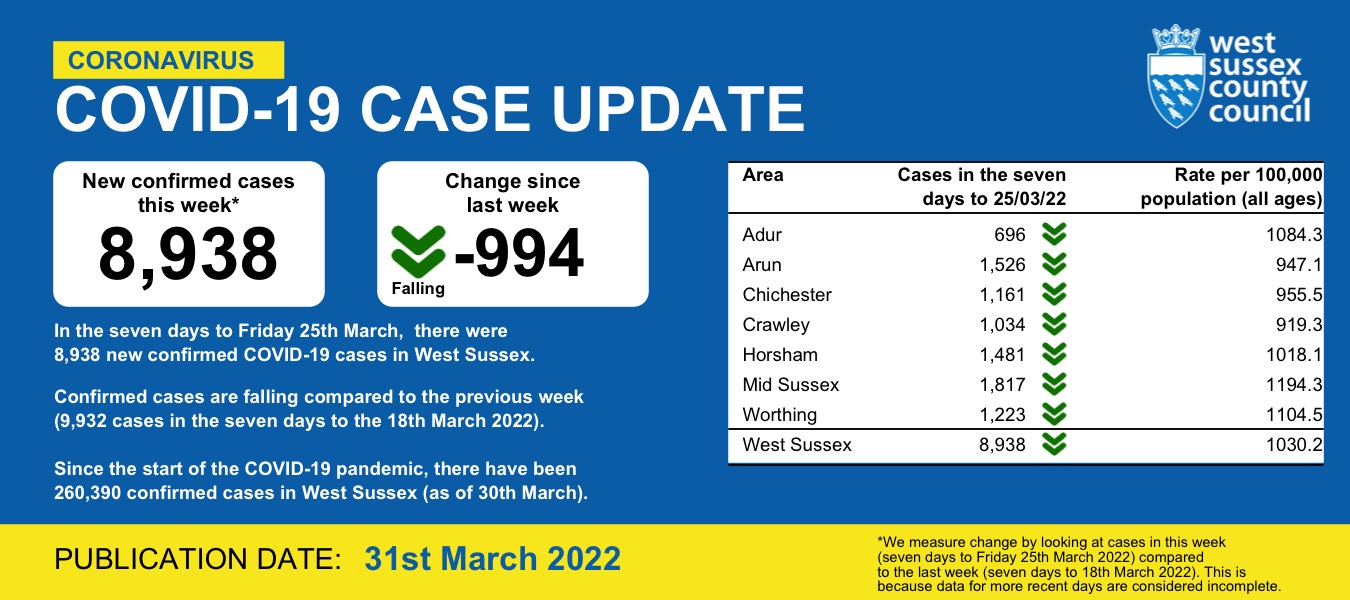 CORONAVIRUS
COVID-19 CASE UPDATE
west
sussex
county
council
New confirmed cases
this week*
8,938
Change since
last week
-994
Falling
In the seven days to Friday 25th March,  there were
8,938 new confirmed COVID-19 cases in West Sussex.
Confirmed cases are falling compared to the previous week
(9,932 cases in the seven days to the 18th March 2022).
Since the start of the COVID-19 pandemic, there have been
260,390 confirmed cases in West Sussex (as of 30th March).
Area Cases in the seven Rate per 100,000
days to 25/03/22 population (all ages)
Adur 696 1084.3
Arun 1,526 947.1
Chichester 1,161 955.5
Crawley 1,034 919.3
Horsham 1,481 1018.1
Mid Sussex 1,817 1194.3
Worthing 1,223 1104.5
West Sussex 8,938 1030.2
PUBLICATION DATE: 31st March 2022
*We measure change by looking at cases in this week
(seven days to Friday 25th March 2022) compared
to the last week (seven days to 18th March 2022). This is
because data for more recent days are considered incomplete.